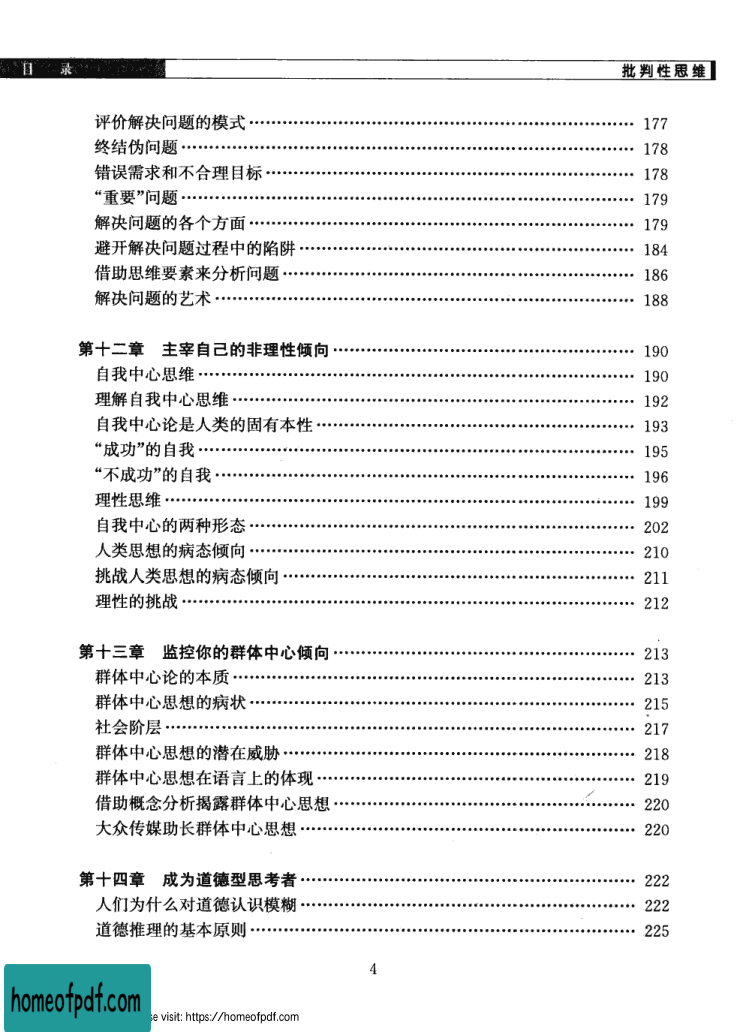 目 录
批判性思维
评价解决问题的模式 177
终结伪问题 178
错误需求和不合理目标 178
“重要”问题 179
解决问题的各个方面 179
避开解决问题过程中的陷阱 184
借助思维要素来分析问题 186
解决问题的艺术 188
第十二章 主宰自己的非理性倾向 190
自我中心思维 190
理解自我中心思维 192
自我中心论是人类的固有本性 193
“成功”的自我 195
“不成功”的自我 196
理性思维 199
自我中心的两种形态 202
人类思想的病态倾向 210
挑战人类思想的病态倾向 211
理性的挑战 212
第十三章 监控你的群体中心倾向 213
群体中心论的本质 213
群体中心思想的病状 215
社会阶层 217
群体中心思想的潜在威胁 218
群体中心思想在语言上的体现 219
借助概念分析揭露群体中心思想 220
大众传媒助长群体中心思想 220
第十四章 成为道德型思考者 222
人们为什么对道德认识模糊 222
道德推理的基本原则 225
4
homeofpdf.com
se visit: https://homeofpdf.com